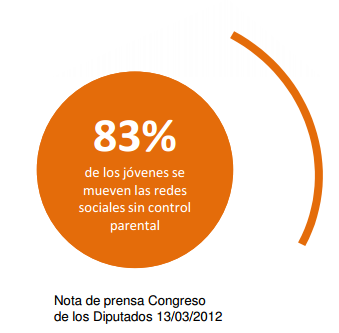 83%
de los jóvenes se
mueven las redes
sociales sin control
parental
Nota de prensa Congreso
de los Diputados 13/03/2012